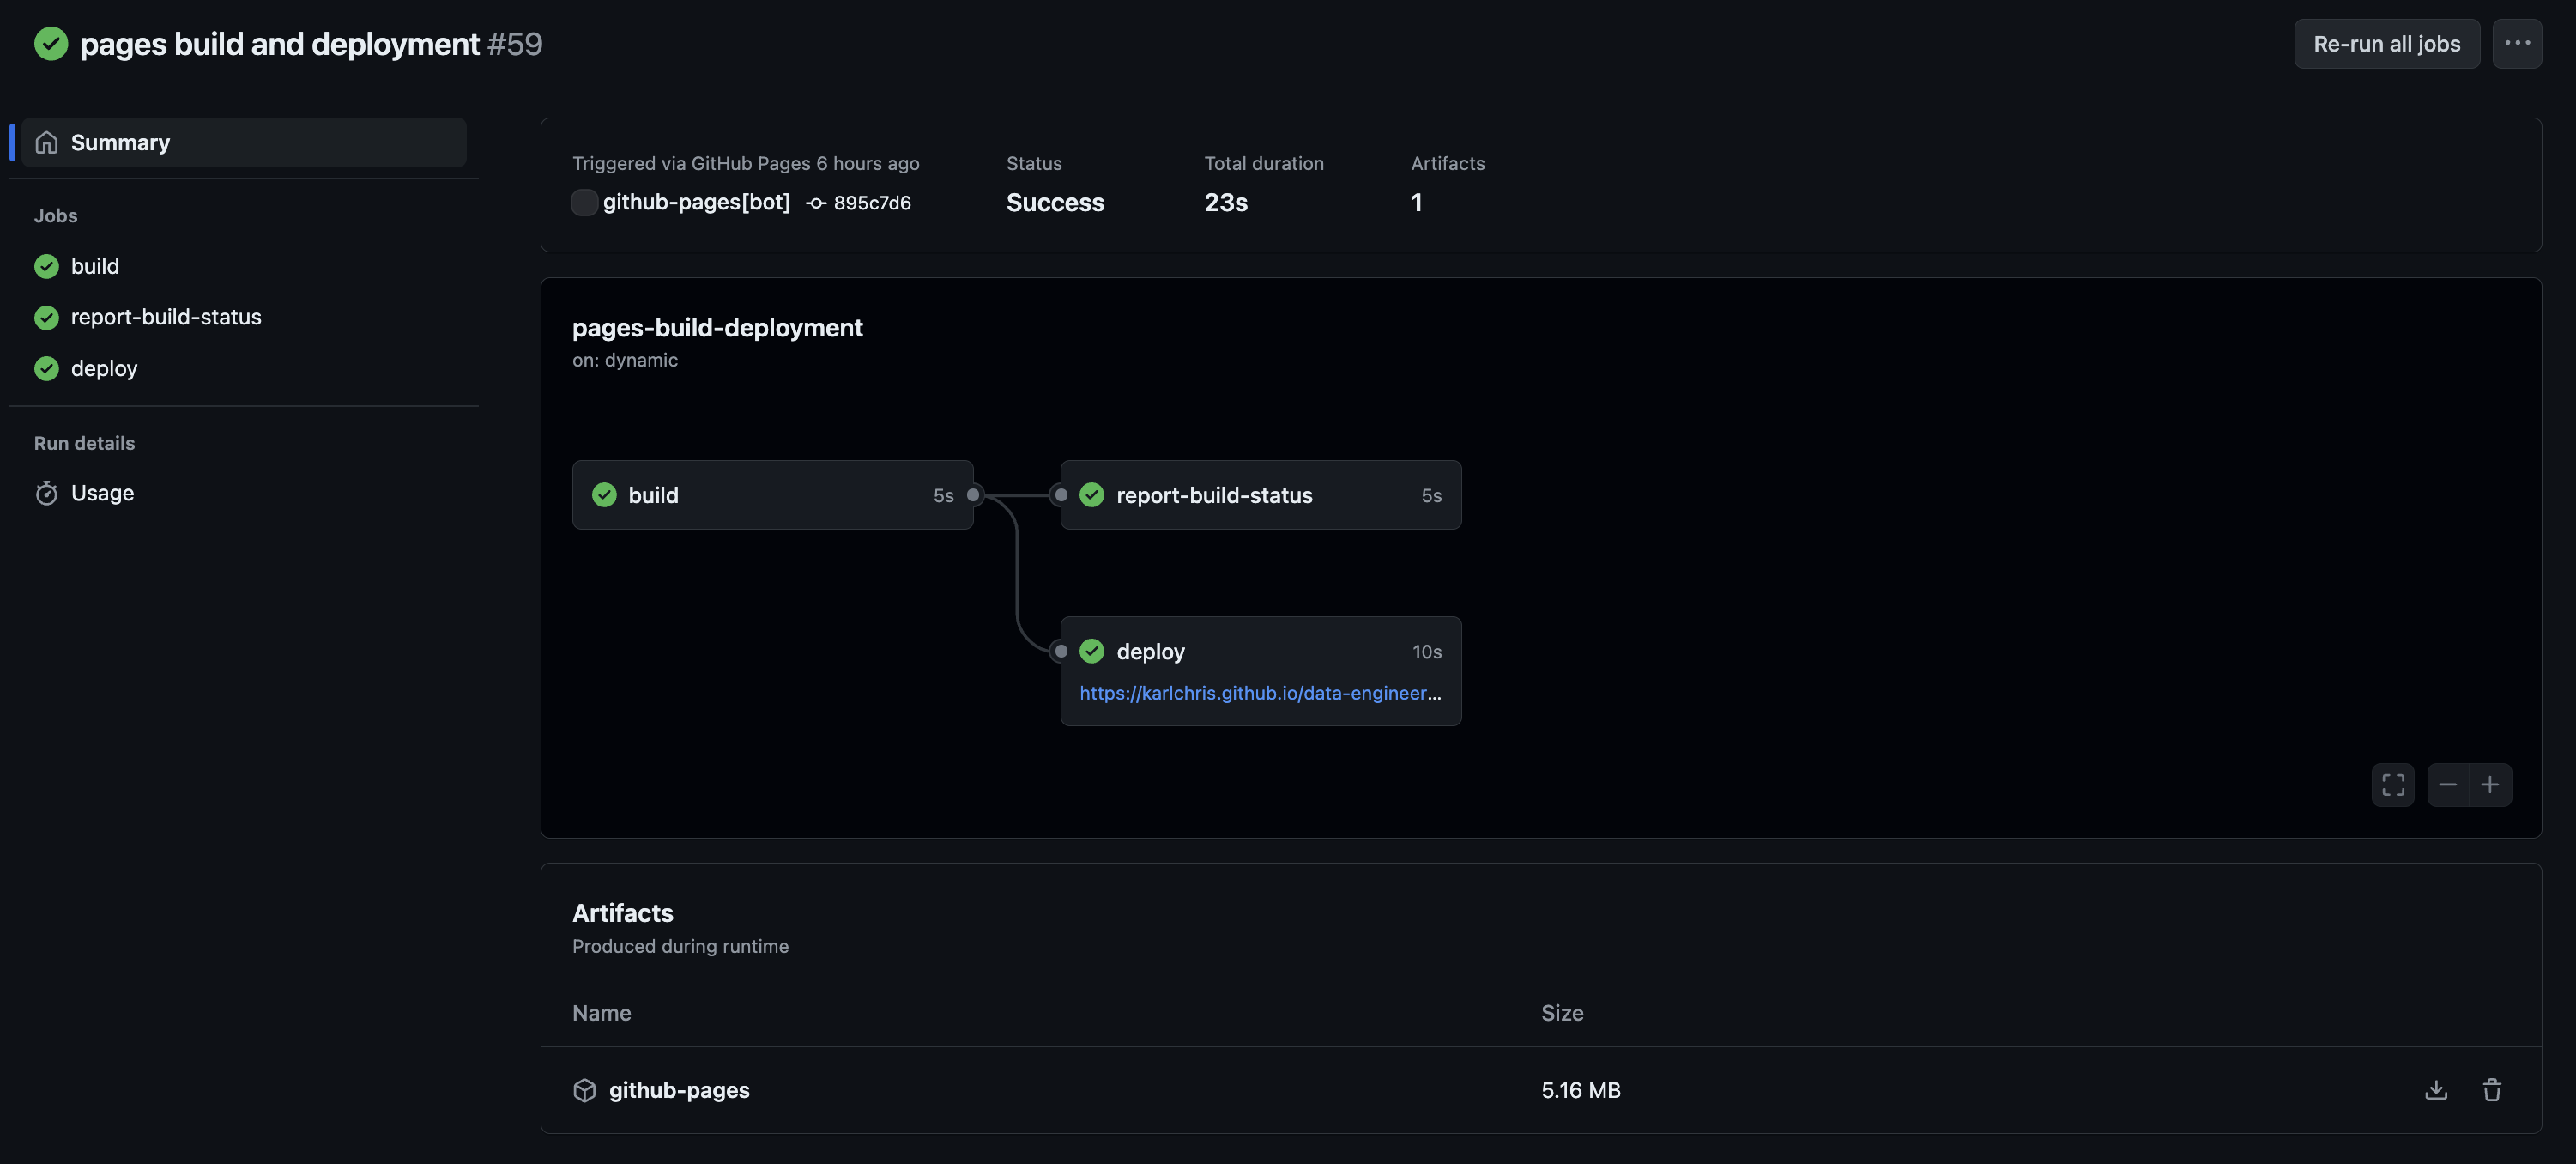 pages build and deployment #59
Re-run all jobs
Summary
Jobs
build
report-build-status
deploy
Run details
Usage
Triggered via GitHub Pages 6 hours ago
github-pages[bot] 895c7d6
Status
Success
Total duration
23s
Artifacts
1
pages-build-deployment
on: dynamic
build 5s
report-build-status 5s
deploy 10s
https://karlchris.github.io/data-engineer...
Artifacts
Produced during runtime
Name Size
github-pages 5.16 MB